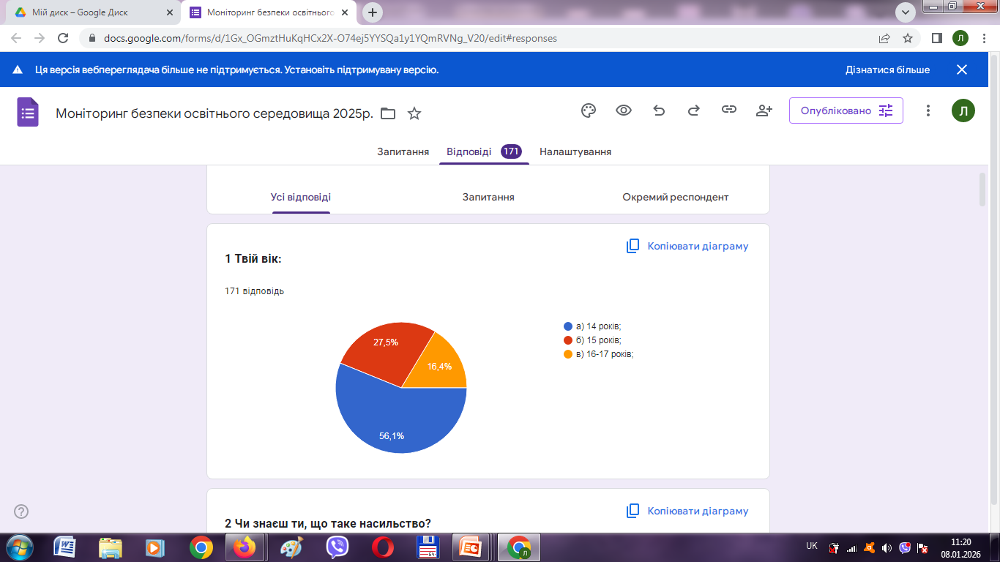 Мій диск – Google Диск
Моніторинг безпеки освітнього
docs.google.com/forms/d/1Gx_OGmztHuKqHCx2X-O74ej5YYSQa1y1YQmRVNg_V20/edit#responses
Л
Ця версія вебпереглядача більше не підтримується. Установіть підтримувану версію.
Дізнатися більше
Моніторинг безпеки освітнього середовища 2025р.
Опубліковано
Л
Запитання
Відповіді 171
Налаштування
Усі відповіді
Запитання
Окремий респондент
Копіювати діаграму
1 Твій вік:
171 відповідь
а) 14 років;
б) 15 років;
в) 16-17 років;
27,5%
16,4%
56,1%
Копіювати діаграму
2 Чи знаєш ти, що таке насильство?
UK
11:20
08.01.2026